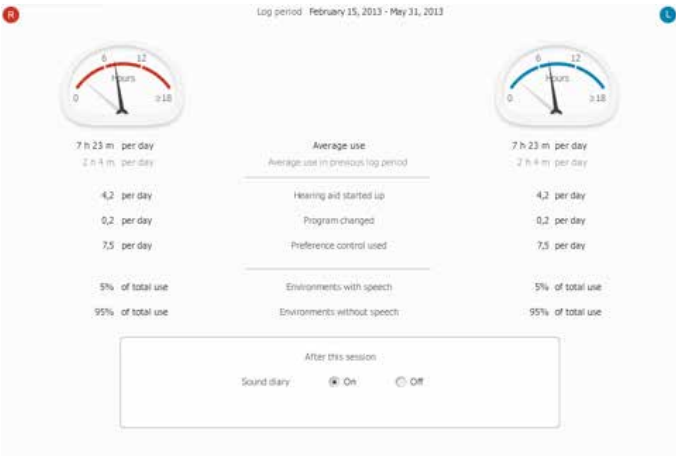 R Log period February 15, 2013 - May 31, 2013 L
6 12 6 12
Hours Hours
0 ≥18 0 ≥18
7 h 23 m per day Average use 7 h 23 m per day
2 h 4 m per day Average use in previous log period 2 h 4 m per day
4,2 per day Hearing aid started up 4,2 per day
0,2 per day Program changed 0,2 per day
7,5 per day Preference control used 7,5 per day
5% of total use Environments with speech 5% of total use
95% of total use Environments without speech 95% of total use
After this session
Sound diary On Off